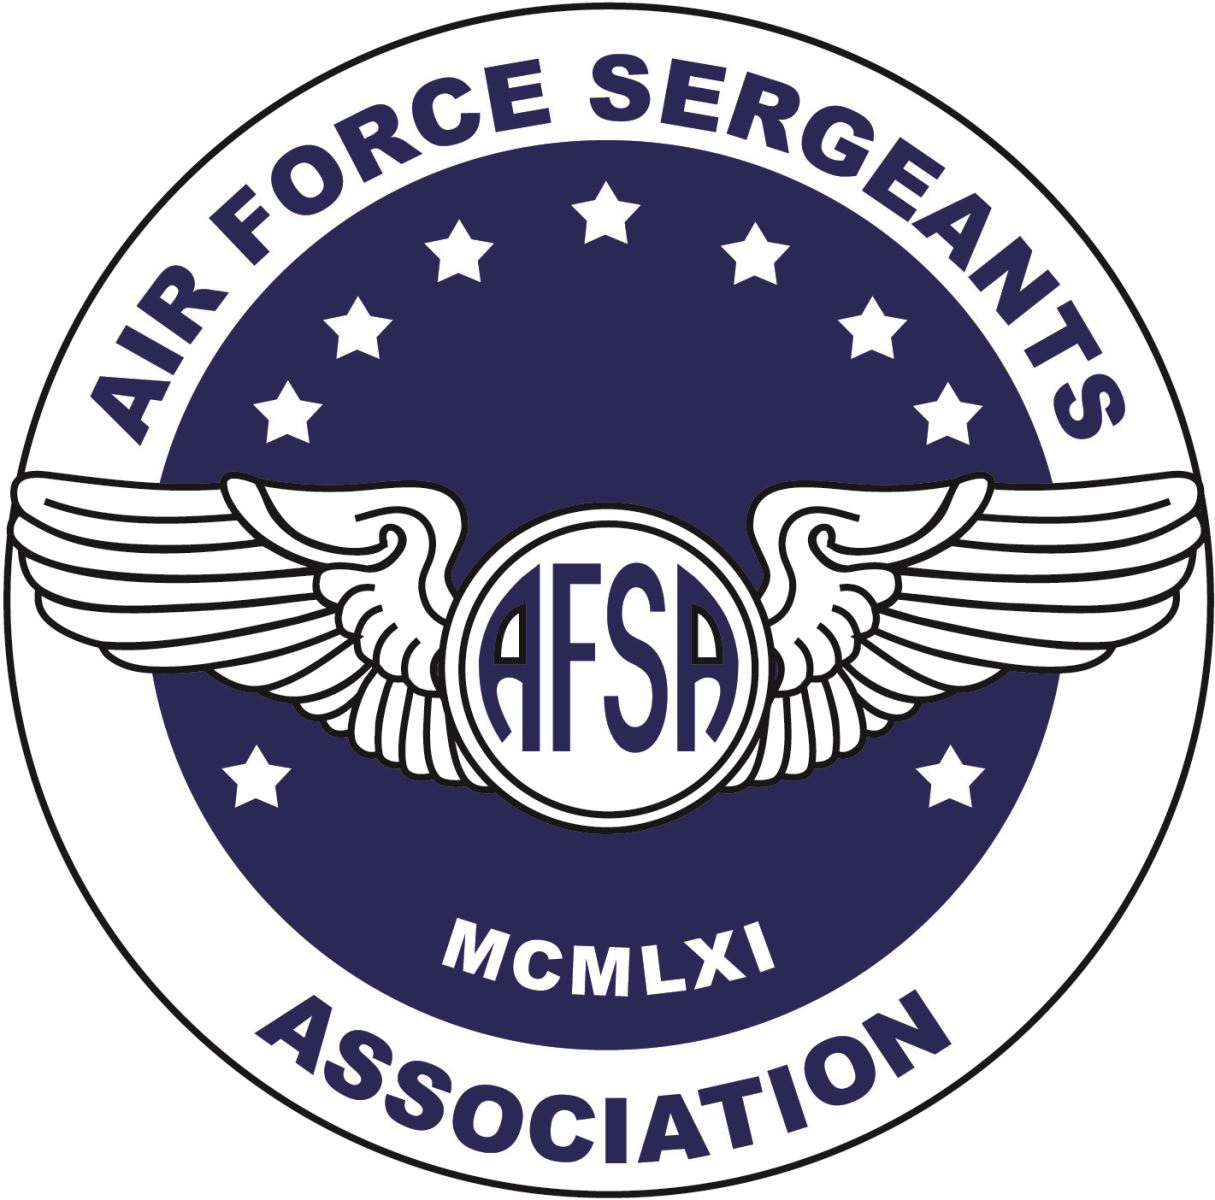 AIR FORCE SERGEANTS
AFSA
MCMLXI
ASSOCIATION